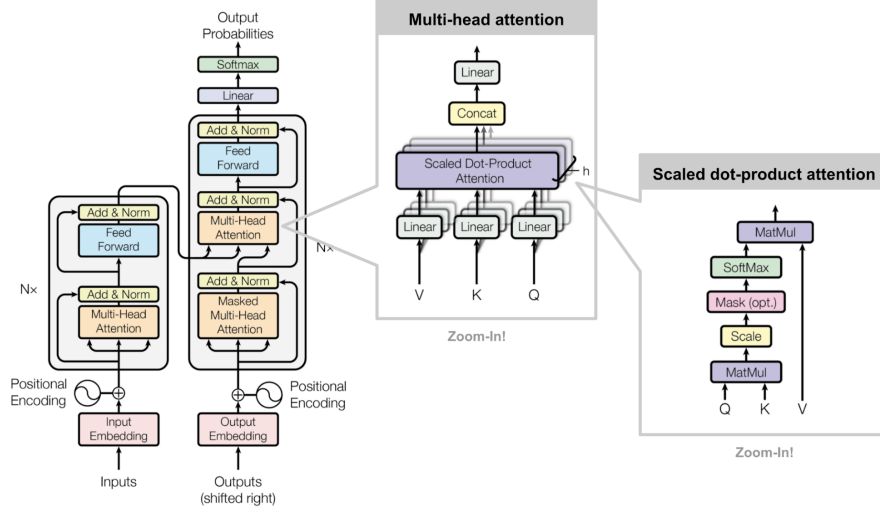 Output
Probabilities
Softmax
Linear
Add & Norm
Feed
Forward
Add & Norm
Multi-Head
Attention
Add & Norm
Masked
Multi-Head
Attention
N×
Add & Norm
Feed
Forward
Add & Norm
Multi-Head
Attention
N×
Positional
Encoding
Positional
Encoding
Input
Embedding
Output
Embedding
Inputs
Outputs
(shifted right)
Multi-head attention
Linear
Concat
Scaled Dot-Product
Attention
h
Linear
Linear
Linear
V
K
Q
Zoom-In!
Scaled dot-product attention
MatMul
SoftMax
Mask (opt.)
Scale
MatMul
Q
K
V
Zoom-In!